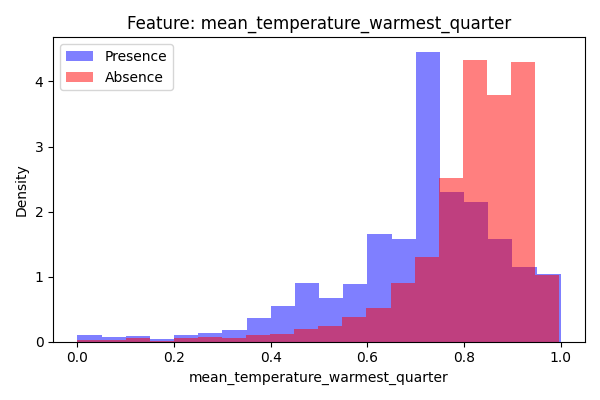 Feature: mean_temperature_warmest_quarter
Presence
Absence
Density
4
3
2
1
0
0.0 0.2 0.4 0.6 0.8 1.0
mean_temperature_warmest_quarter